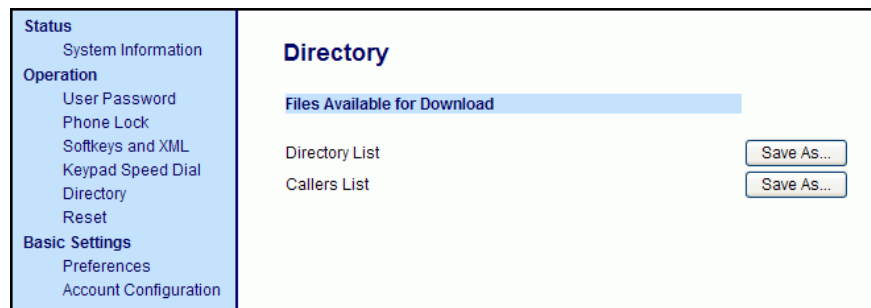 Status
System Information
Operation
User Password
Phone Lock
Softkeys and XML
Keypad Speed Dial
Directory
Reset
Basic Settings
Preferences
Account Configuration
Directory
Files Available for Download
Directory List
Save As...
Callers List
Save As...